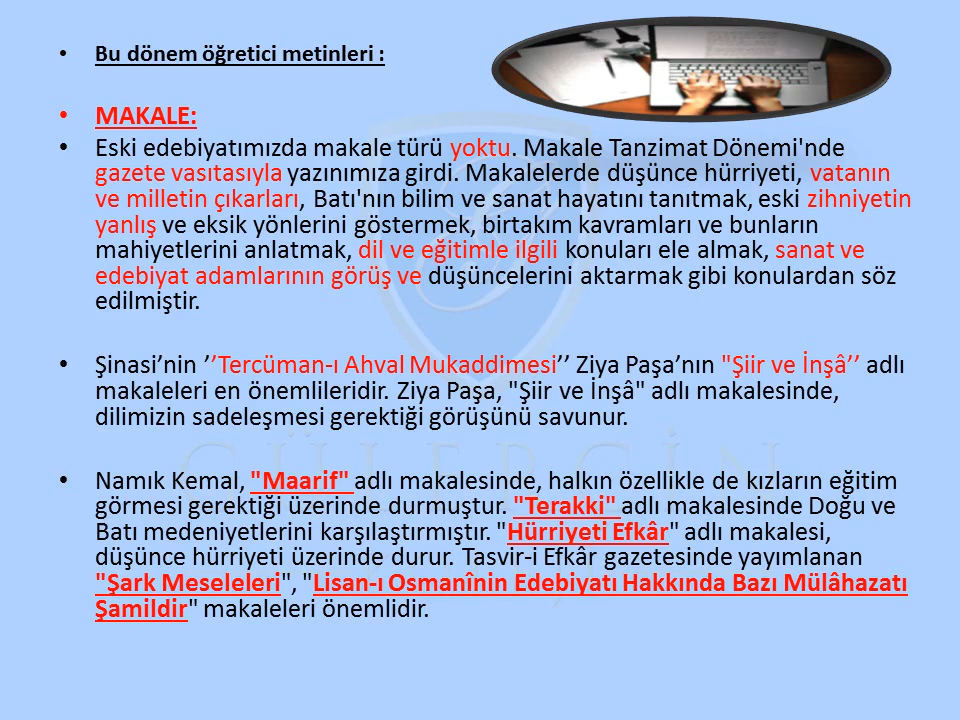 • Bu dönem öğretici metinleri :
• MAKALE:
• Eski edebiyatımızda makale türü yoktu. Makale Tanzimat Dönemi'nde
gazete vasıtasıyla yazınımıza girdi. Makalelerde düşünce hürriyeti, vatanın
ve milletin çıkarları, Batı'nın bilim ve sanat hayatını tanıtmak, eski zihniyetin
yanlış ve eksik yönlerini göstermek, birtakım kavramları ve bunların
mahiyetlerini anlatmak, dil ve eğitimle ilgili konuları ele almak, sanat ve
edebiyat adamlarının görüş ve düşüncelerini aktarmak gibi konulardan söz
edilmiştir.
• Şinasi’nin ’’Tercüman-ı Ahval Mukaddimesi’’ Ziya Paşa’nın "Şiir ve İnşâ’’ adlı
makaleleri en önemlileridir. Ziya Paşa, "Şiir ve İnşâ" adlı makalesinde,
dilimizin sadeleşmesi gerektiği görüşünü savunur.
• Namık Kemal, "Maarif" adlı makalesinde, halkın özellikle de kızların eğitim
görmesi gerektiği üzerinde durmuştur. "Terakki" adlı makalesinde Doğu ve
Batı medeniyetlerini karşılaştırmıştır. "Hürriyeti Efkâr" adlı makalesi,
düşünce hürriyeti üzerinde durur. Tasvir-i Efkâr gazetesinde yayımlanan
"Şark Meseleleri", "Lisan-ı Osmanînin Edebiyatı Hakkında Bazı Mülâhazatı
Şamildir" makaleleri önemlidir.
GÜLERÇİN